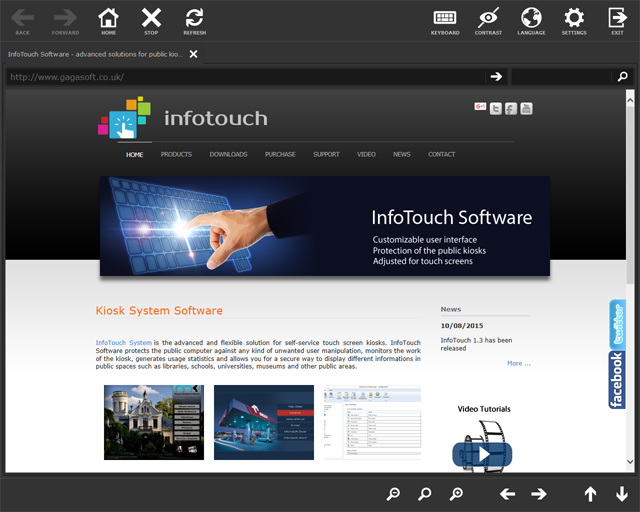 BACK FORWARD HOME STOP REFRESH KEYBOARD CONTRAST LANGUAGE SETTINGS EXIT
InfoTouch Software - advanced solutions for public kio...
http://www.gagasoft.co.uk/
infotouch
HOME PRODUCTS DOWNLOADS PURCHASE SUPPORT VIDEO NEWS CONTACT
InfoTouch Software
Customizable user interface
Protection of the public kiosks
Adjusted for touch screens
Kiosk System Software
InfoTouch System is the advanced and flexible solution for self-service touch screen kiosks. InfoTouch
Software protects the public computer against any kind of unwanted user manipulation, monitors the work
of the kiosk, generates usage statistics and allows you for a secure way to display different informations in
public spaces such as libraries, schools, universities, museums and other public areas.
News
10/08/2015
InfoTouch 1.3 has been
released
More ...
Video Tutorials
twitter
facebook